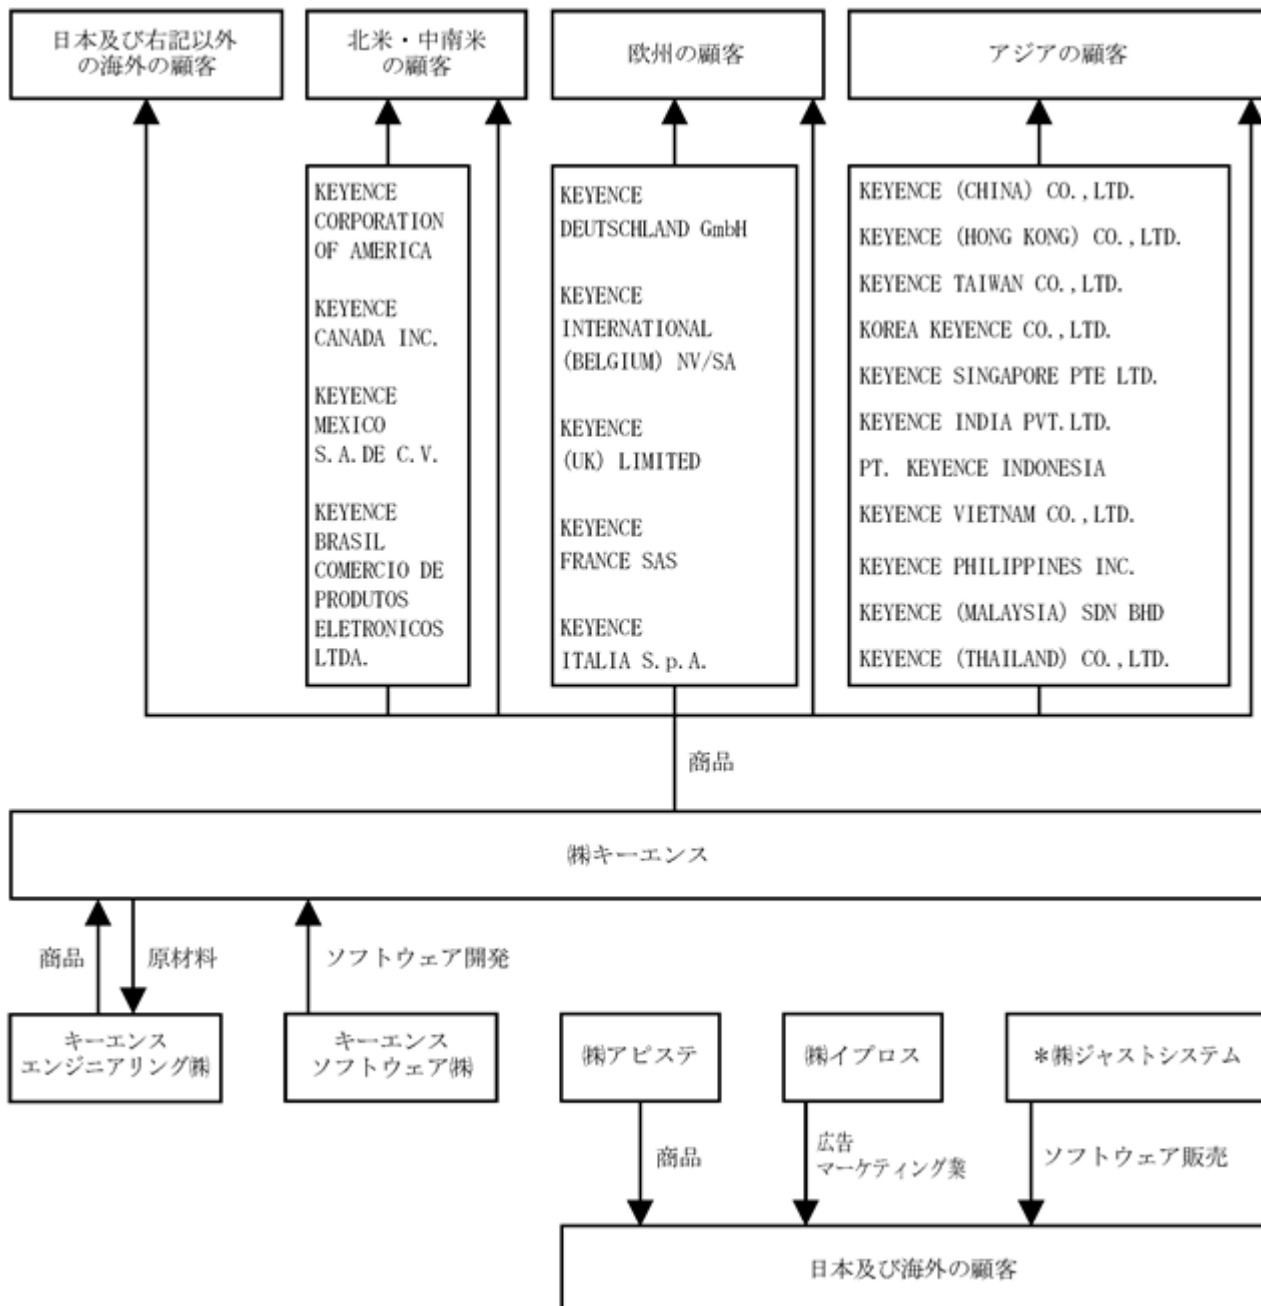 日本及び右記以外
の海外の顧客
北米・中南米
の顧客
欧州の顧客
アジアの顧客
KEYENCE
CORPORATION
OF AMERICA
KEYENCE
CANADA INC.
KEYENCE
MEXICO
S.A.DE C.V.
KEYENCE
BRASIL
COMERCIO DE
PRODUTOS
ELETRONICOS
LTDA.
KEYENCE
DEUTSCHLAND GmbH
KEYENCE
INTERNATIONAL
(BELGIUM) NV/SA
KEYENCE
(UK) LIMITED
KEYENCE
FRANCE SAS
KEYENCE
ITALIA S.p.A.
KEYENCE (CHINA) CO.,LTD.
KEYENCE (HONG KONG) CO.,LTD.
KEYENCE TAIWAN CO.,LTD.
KOREA KEYENCE CO.,LTD.
KEYENCE SINGAPORE PTE LTD.
KEYENCE INDIA PVT.LTD.
PT. KEYENCE INDONESIA
KEYENCE VIETNAM CO.,LTD.
KEYENCE PHILIPPINES INC.
KEYENCE (MALAYSIA) SDN BHD
KEYENCE (THAILAND) CO.,LTD.
商品
㈱キーエンス
商品
原材料
ソフトウェア開発
キーエンス
エンジニアリング㈱
キーエンス
ソフトウェア㈱
㈱アピステ
㈱イプロス
*㈱ジャストシステム
商品
広告
マーケティング業
ソフトウェア販売
日本及び海外の顧客